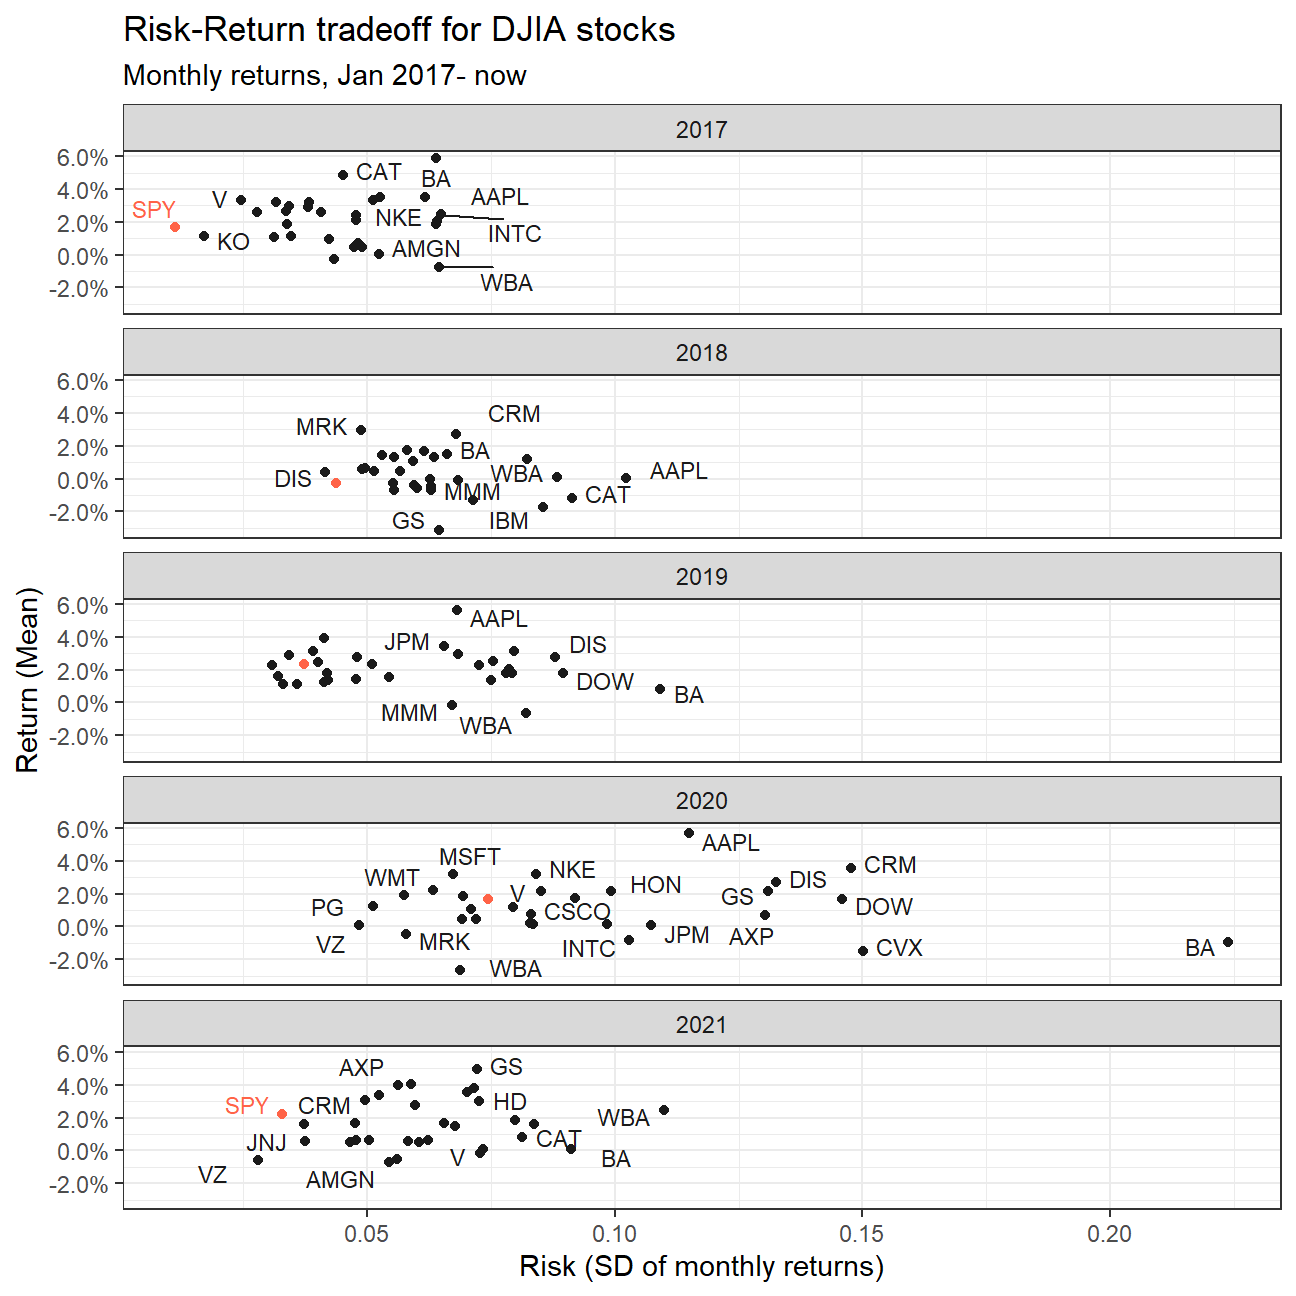 Risk-Return tradeoff for DJIA stocks
Monthly returns, Jan 2017- now
Return (Mean)
2017
6.0%
4.0%
2.0%
0.0%
-2.0%
CAT
BA
V
AAPL
SPY
NKE
INTC
KO
AMGN
WBA
2018
6.0%
4.0%
2.0%
0.0%
-2.0%
CRM
MRK
BA
WBA
AAPL
DIS
MMM
CAT
GS
IBM
2019
6.0%
4.0%
2.0%
0.0%
-2.0%
AAPL
JPM
DIS
DOW
BA
MMM
WBA
2020
6.0%
4.0%
2.0%
0.0%
-2.0%
AAPL
MSFT
NKE
CRM
WMT
V
HON
DIS
GS
PG
CSCO
DOW
VZ
MRK
INTC
JPM
AXP
CVX
BA
WBA
2021
6.0%
4.0%
2.0%
0.0%
-2.0%
AXP
GS
SPY
CRM
HD
WBA
JNJ
CAT
V
BA
VZ
AMGN
0.05
0.10
0.15
0.20
Risk (SD of monthly returns)